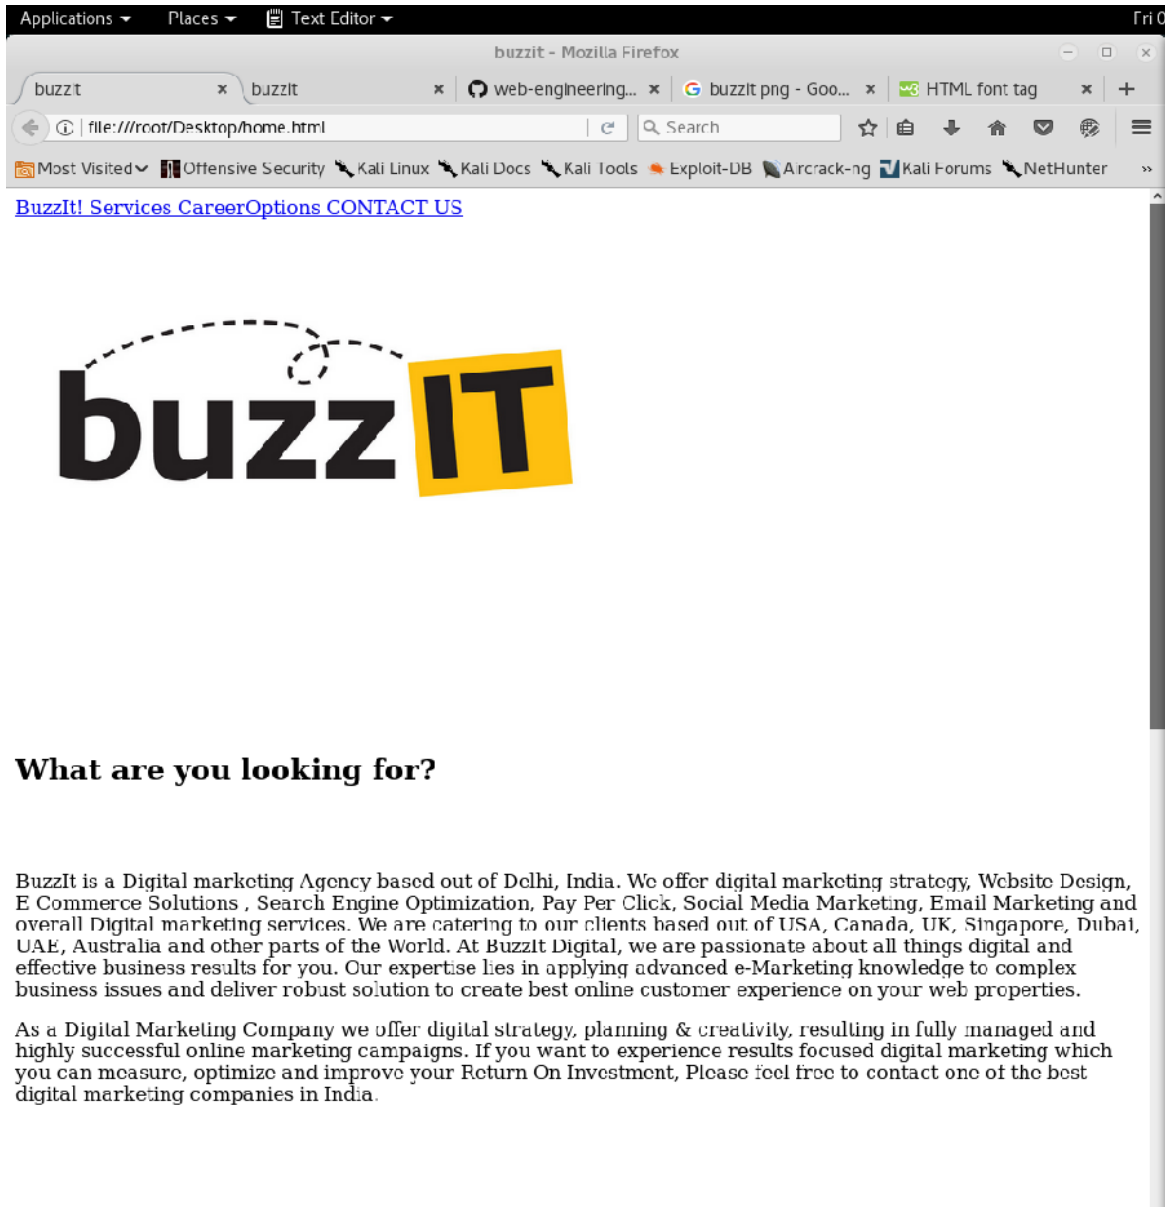 Applications Places Text Editor Fri 0
buzzit - Mozilla Firefox
buzzit buzzit web-engineering... buzzit png - Goo... HTML font tag
file:///root/Desktop/home.html Search
Most Visited Offensive Security Kali Linux Kali Docs Kali Tools Exploit-DB Aircrack-ng Kali Forums NetHunter »
BuzzIt! Services CareerOptions CONTACT US
buzzIT
What are you looking for?
BuzzIt is a Digital marketing Agency based out of Delhi, India. We offer digital marketing strategy, Website Design,
E Commerce Solutions , Search Engine Optimization, Pay Per Click, Social Media Marketing, Email Marketing and
overall Digital marketing services. We are catering to our clients based out of USA, Canada, UK, Singapore, Dubai,
UAE, Australia and other parts of the World. At BuzzIt Digital, we are passionate about all things digital and
effective business results for you. Our expertise lies in applying advanced e-Marketing knowledge to complex
business issues and deliver robust solution to create best online customer experience on your web properties.
As a Digital Marketing Company we offer digital strategy, planning & creativity, resulting in fully managed and
highly successful online marketing campaigns. If you want to experience results focused digital marketing which
you can measure, optimize and improve your Return On Investment, Please feel free to contact one of the best
digital marketing companies in India.